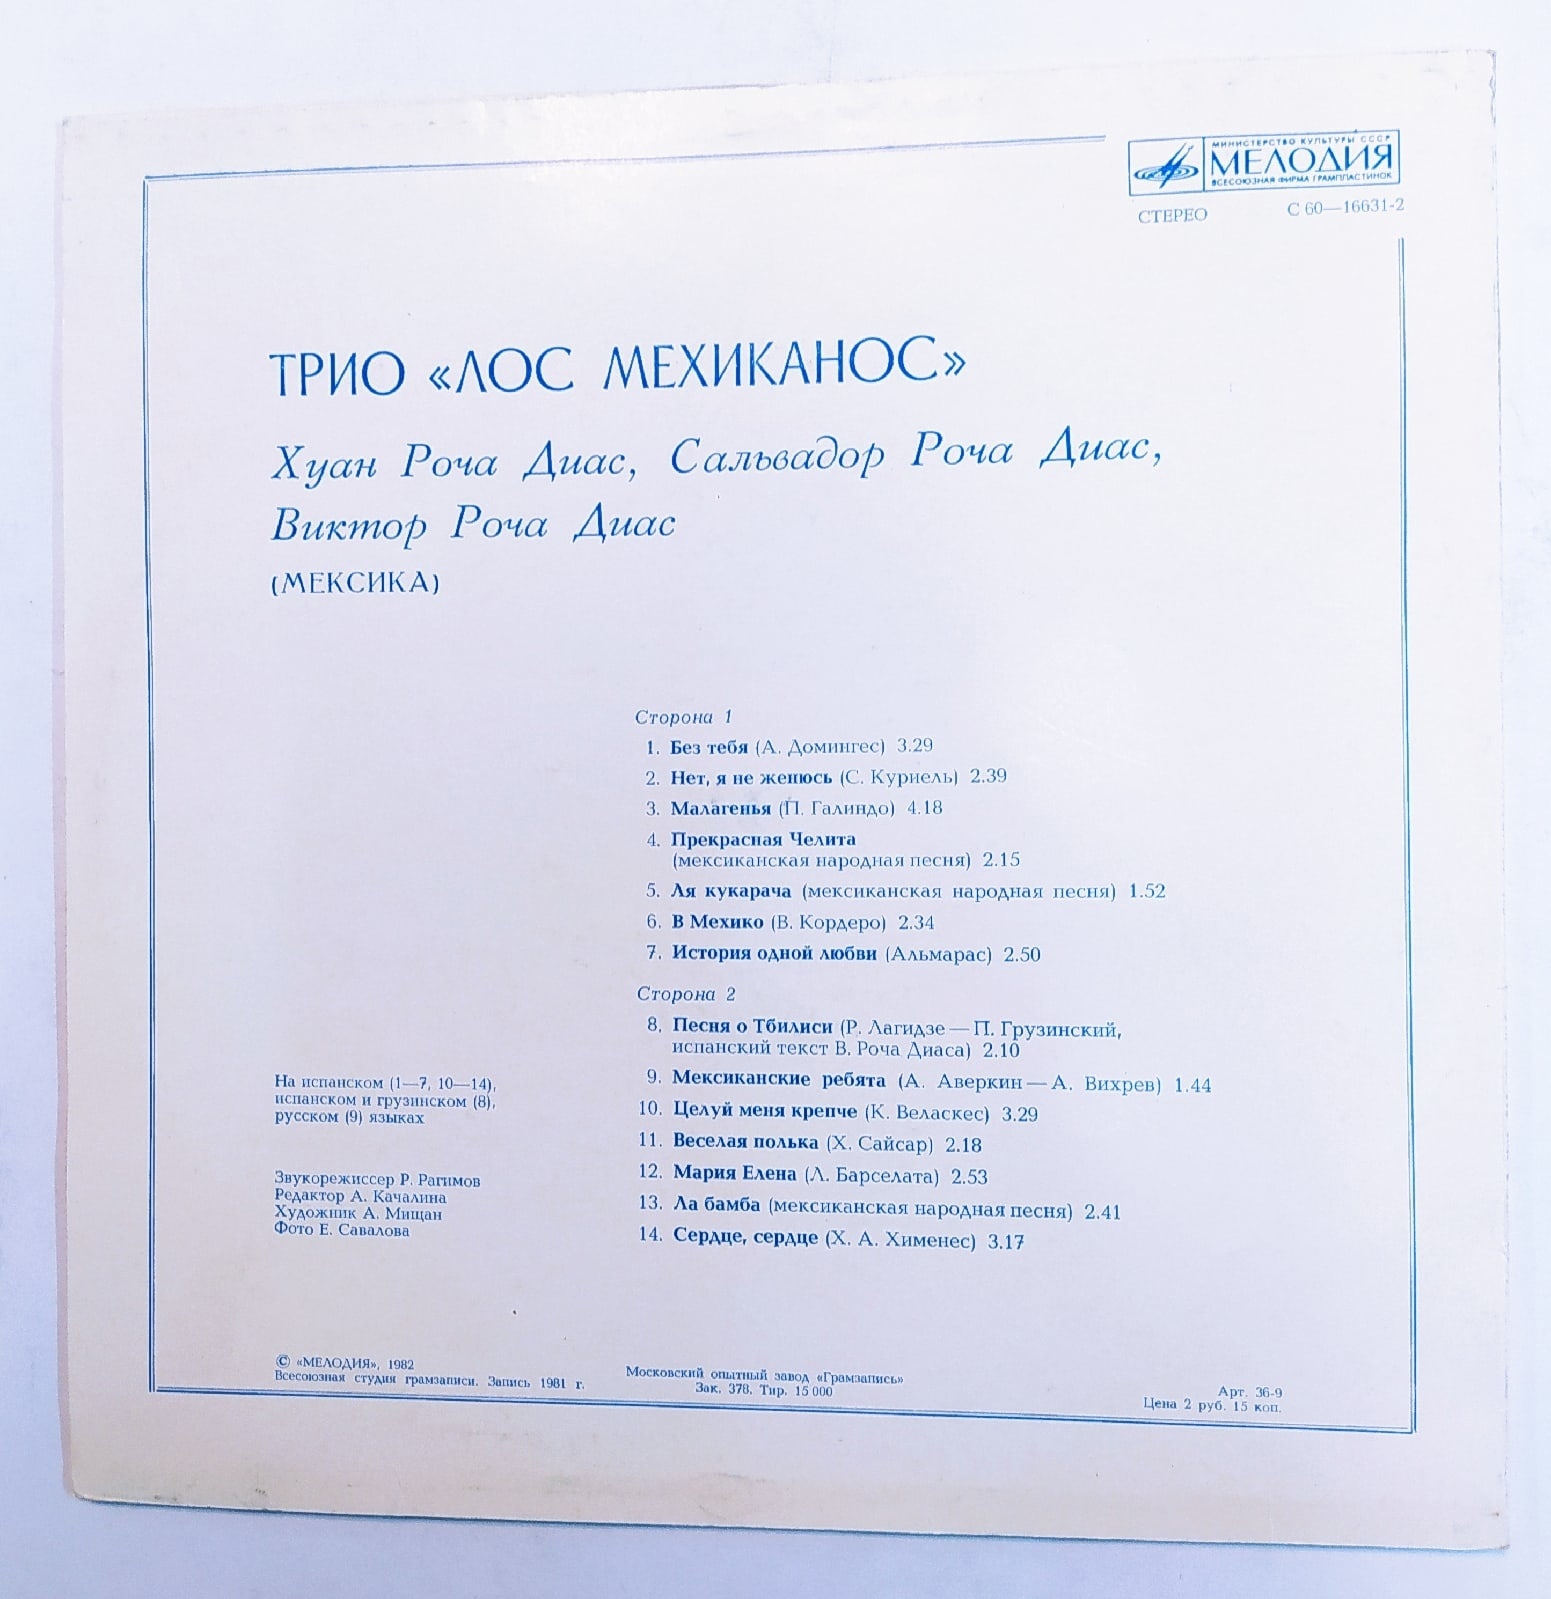 МИНИСТЕРСТВО КУЛЬТУРЫ СССР
МЕЛОДИЯ
ВСЕСОЮЗНАЯ ФИРМА ГРАМПЛАСТИНОК
СТЕРЕО
С 60—16631-2
ТРИО «ЛОС МЕХИКАНОС»
Хуан Роча Диас, Сальвадор Роча Диас,
Виктор Роча Диас
(МЕКСИКА)
Сторона 1
1. Без тебя (А. Домингес) 3.29
2. Нет, я не женюсь (С. Куриель) 2.39
3. Малагенья (П. Галиндо) 4.18
4. Прекрасная Челита
(мексиканская народная песня) 2.15
5. Ля кукарача (мексиканская народная песня) 1.52
6. В Мехико (В. Кордеро) 2.34
7. История одной любви (Альмарас) 2.50
Сторона 2
8. Песня о Тбилиси (Р. Лагидзе — П. Грузинский,
испанский текст В. Роча Диаса) 2.10
9. Мексиканские ребята (А. Аверкин — А. Вихрев) 1.44
10. Целуй меня крепче (К. Веласкес) 3.29
11. Веселая полька (Х. Сайсар) 2.18
12. Мария Елена (Л. Барселата) 2.53
13. Ла бамба (мексиканская народная песня) 2.41
14. Сердце, сердце (Х. А. Хименес) 3.17
На испанском (1—7, 10—14),
испанском и грузинском (8),
русском (9) языках
Звукорежиссер Р. Рагимов
Редактор А. Качалина
Художник А. Мищан
Фото Е. Савалова
© «МЕЛОДИЯ», 1982
Всесоюзная студия грамзаписи. Запись 1981 г.
Московский опытный завод «Грамзапись»
Зак. 378. Тир. 15 000
Арт. 36-9
Цена 2 руб. 15 коп.